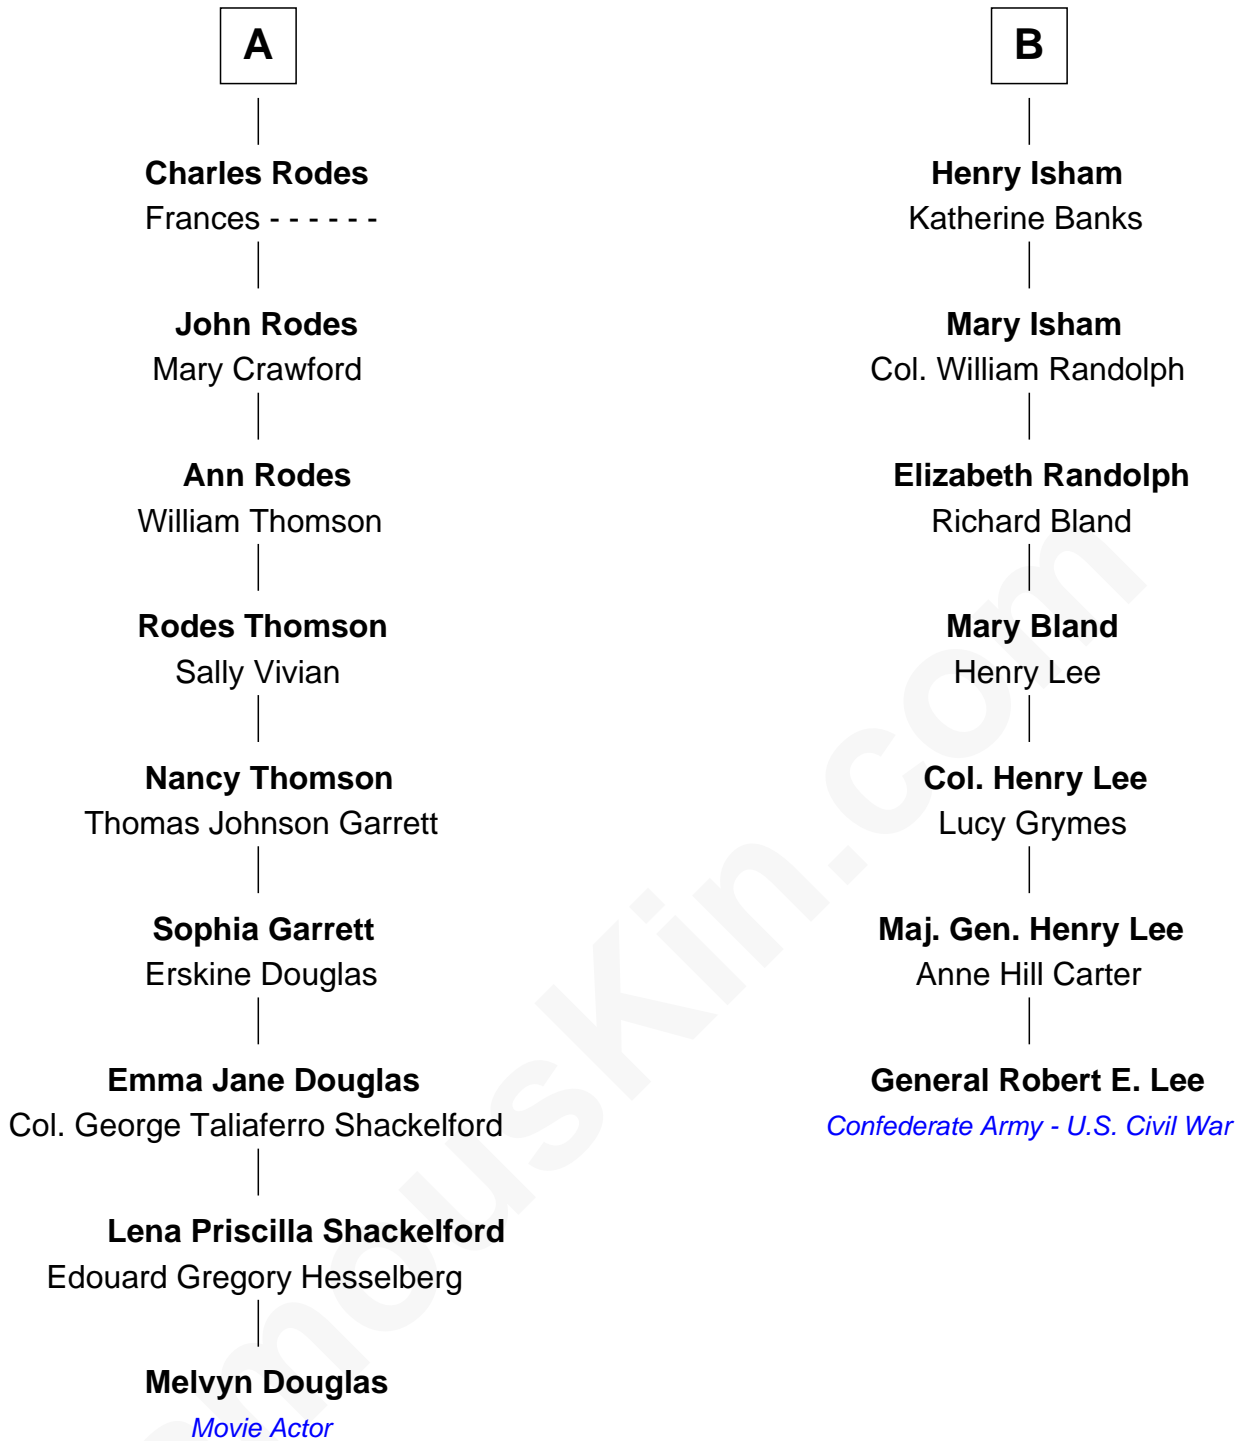 A
Charles Rodes
Frances - - - - - -
John Rodes
Mary Crawford
Ann Rodes
William Thomson
Rodes Thomson
Sally Vivian
Nancy Thomson
Thomas Johnson Garrett
Sophia Garrett
Erskine Douglas
Emma Jane Douglas
Col. George Taliaferro Shackelford
Lena Priscilla Shackelford
Edouard Gregory Hesselberg
Melvyn Douglas
Movie Actor
B
Henry Isham
Katherine Banks
Mary Isham
Col. William Randolph
Elizabeth Randolph
Richard Bland
Mary Bland
Henry Lee
Col. Henry Lee
Lucy Grymes
Maj. Gen. Henry Lee
Anne Hill Carter
General Robert E. Lee
Confederate Army - U.S. Civil War
mouskin.com